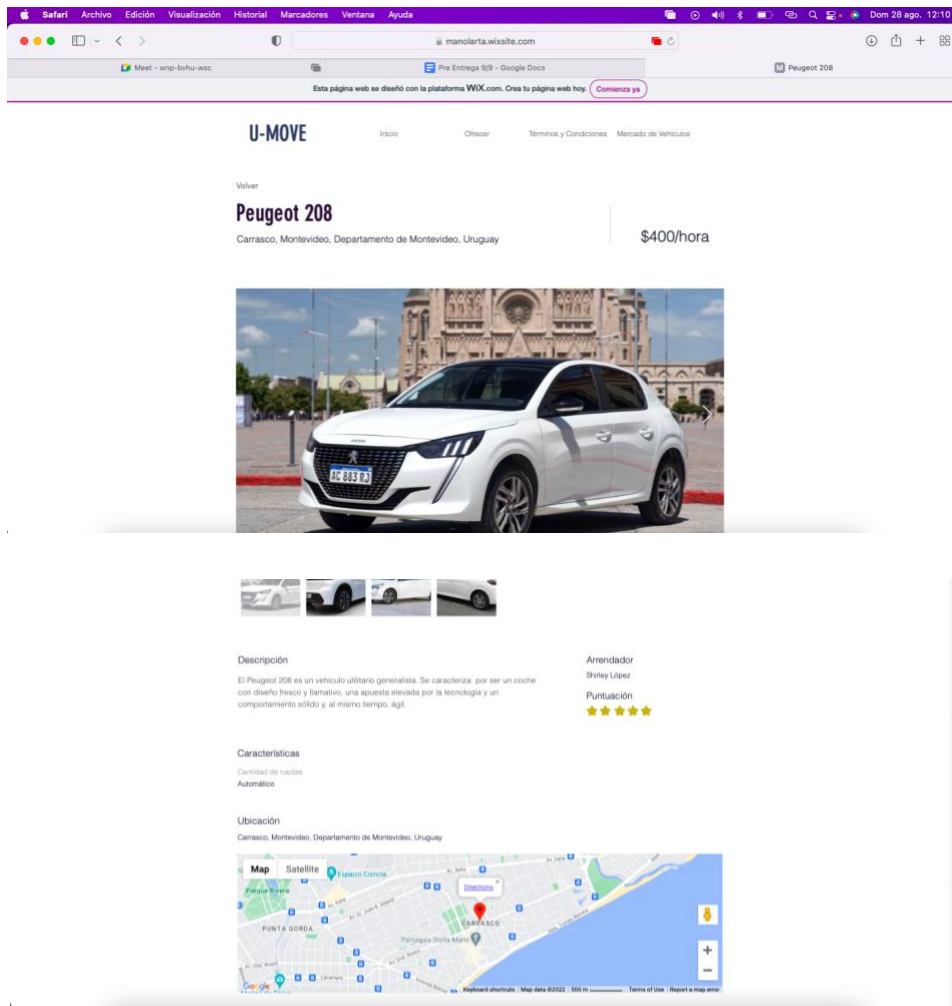 Safari Archivo Edición Visualización Historial Marcadores Ventana Ayuda Dom 28 ago. 12:10
manolarta.wixsite.com
Meet - wnp-bvhu-wsc Pre Entrega 9/9 - Google Docs Peugeot 208
Esta página web se diseñó con la plataforma WiX.com. Crea tu página web hoy. Comienza ya
U-MOVE Inicio Ofrecer Términos y Condiciones Mercado de Vehículos
Volver
Peugeot 208
Carrasco, Montevideo, Departamento de Montevideo, Uruguay $400/hora
AC 883 RJ
Descripción
El Peugeot 208 es un vehículo utilitario generalista. Se caracteriza por ser un coche
con diseño fresco y llamativo, una apuesta elevada por la tecnología y un
comportamiento sólido y, al mismo tiempo, ágil.
Arrendador
Shirley López
Puntuación
Características
Cantidad de ruedas
Automático
Ubicación
Carrasco, Montevideo, Departamento de Montevideo, Uruguay
Map Satellite
Espacio Ciencia
Parque Rivera
Directions
CARRASCO
PUNTA GORDA
Parroquia Stella Maris
Google
Keyboard shortcuts Map data ©2022 500 m Terms of Use Report a map error